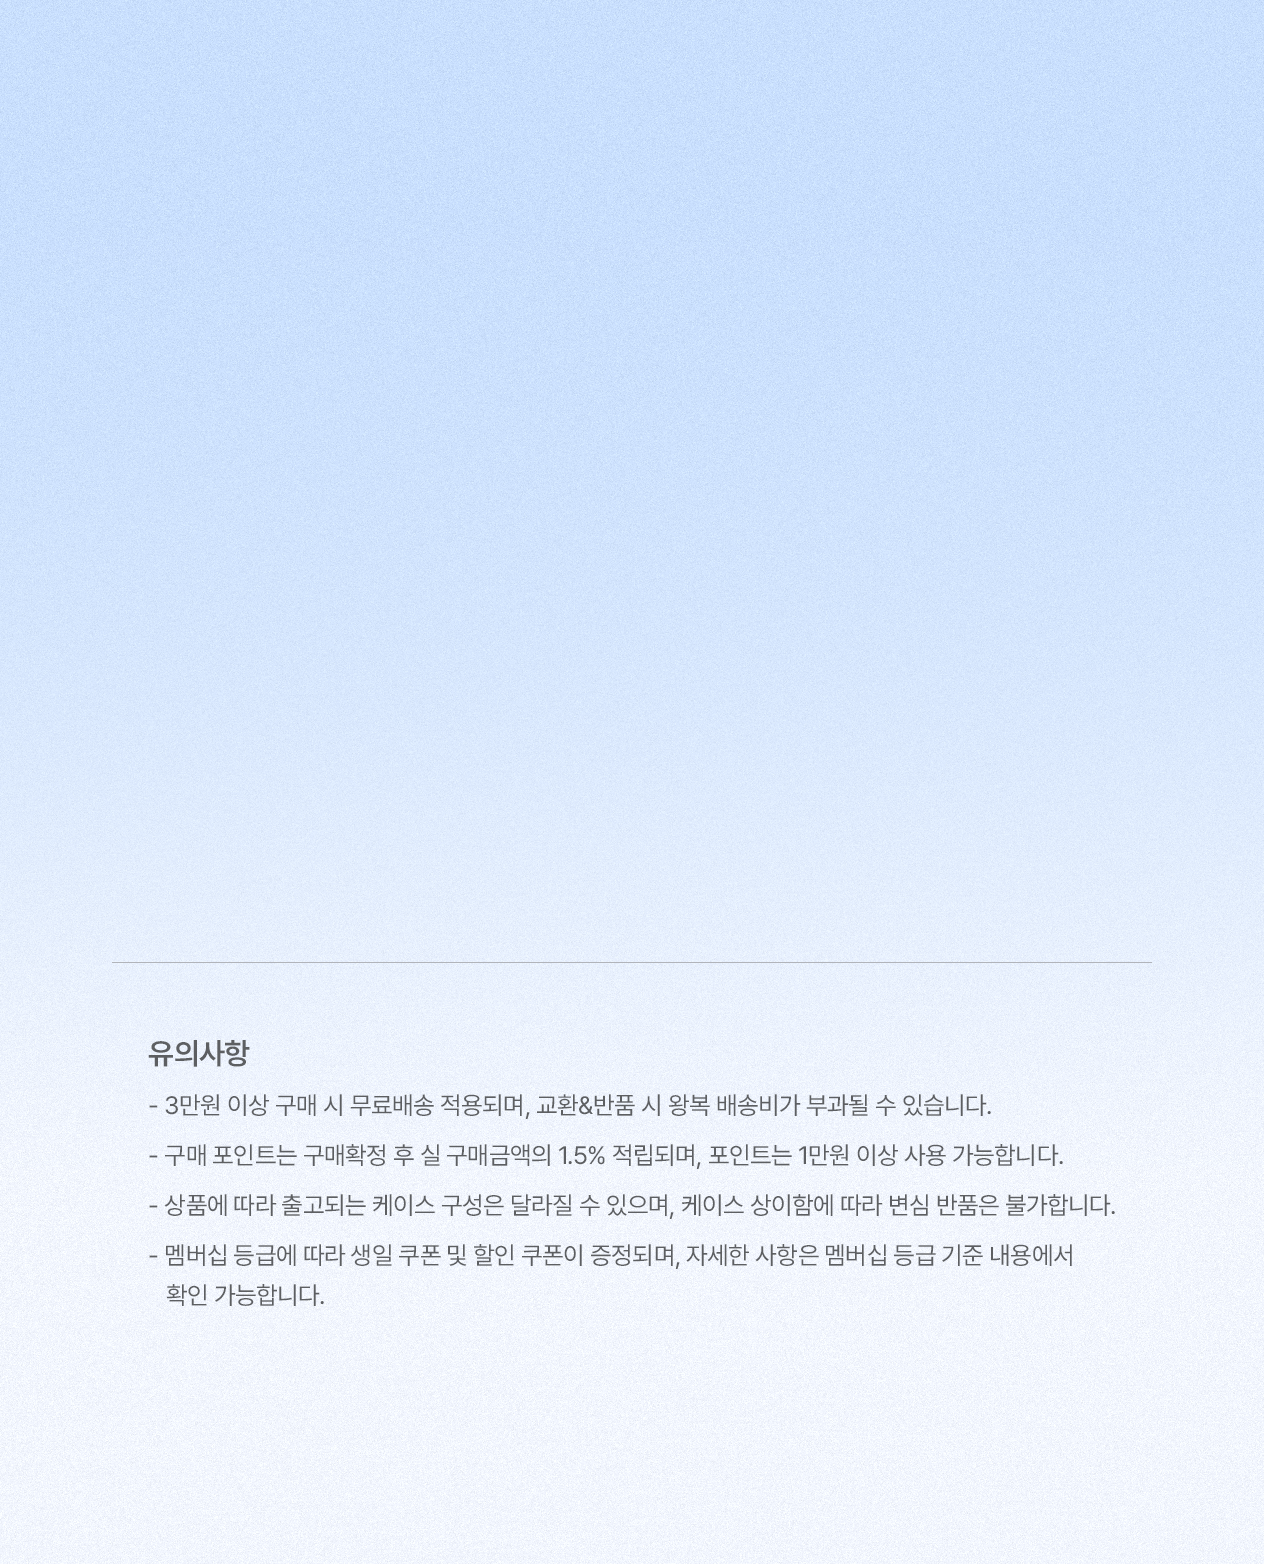 유의사항
- 3만원 이상 구매 시 무료배송 적용되며, 교환&반품 시 왕복 배송비가 부과될 수 있습니다.
- 구매 포인트는 구매확정 후 실 구매금액의 1.5% 적립되며, 포인트는 1만원 이상 사용 가능합니다.
- 상품에 따라 출고되는 케이스 구성은 달라질 수 있으며, 케이스 상이함에 따라 변심 반품은 불가합니다.
- 멤버십 등급에 따라 생일 쿠폰 및 할인 쿠폰이 증정되며, 자세한 사항은 멤버십 등급 기준 내용에서
확인 가능합니다.